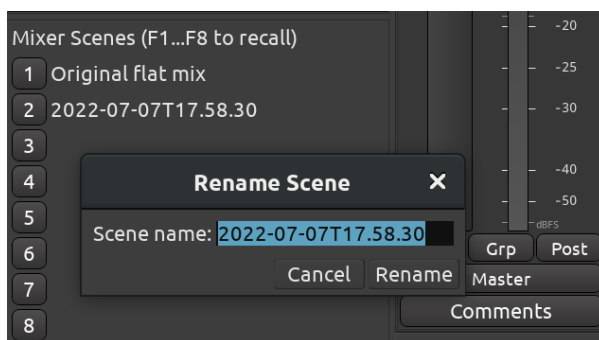 Mixer Scenes (F1...F8 to recall)
1 Original flat mix
2 2022-07-07T17.58.30
3
4
5
6
7
8
Rename Scene ×
Scene name: 2022-07-07T17.58.30
Cancel Rename
-20
-25
-30
-40
-50
dBFS
Grp Post
Master
Comments